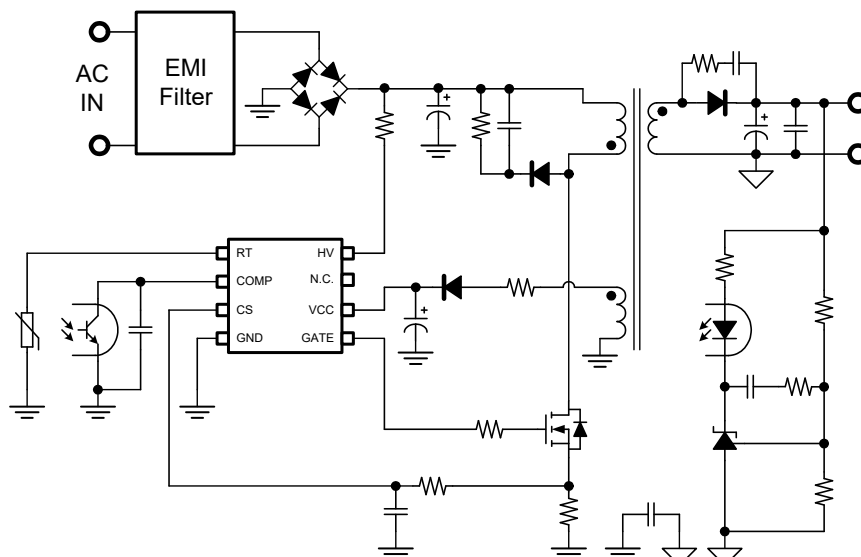 AC
IN
EMI
Filter
+
+
RT
HV
COMP
N.C.
CS
VCC
GND
GATE
+